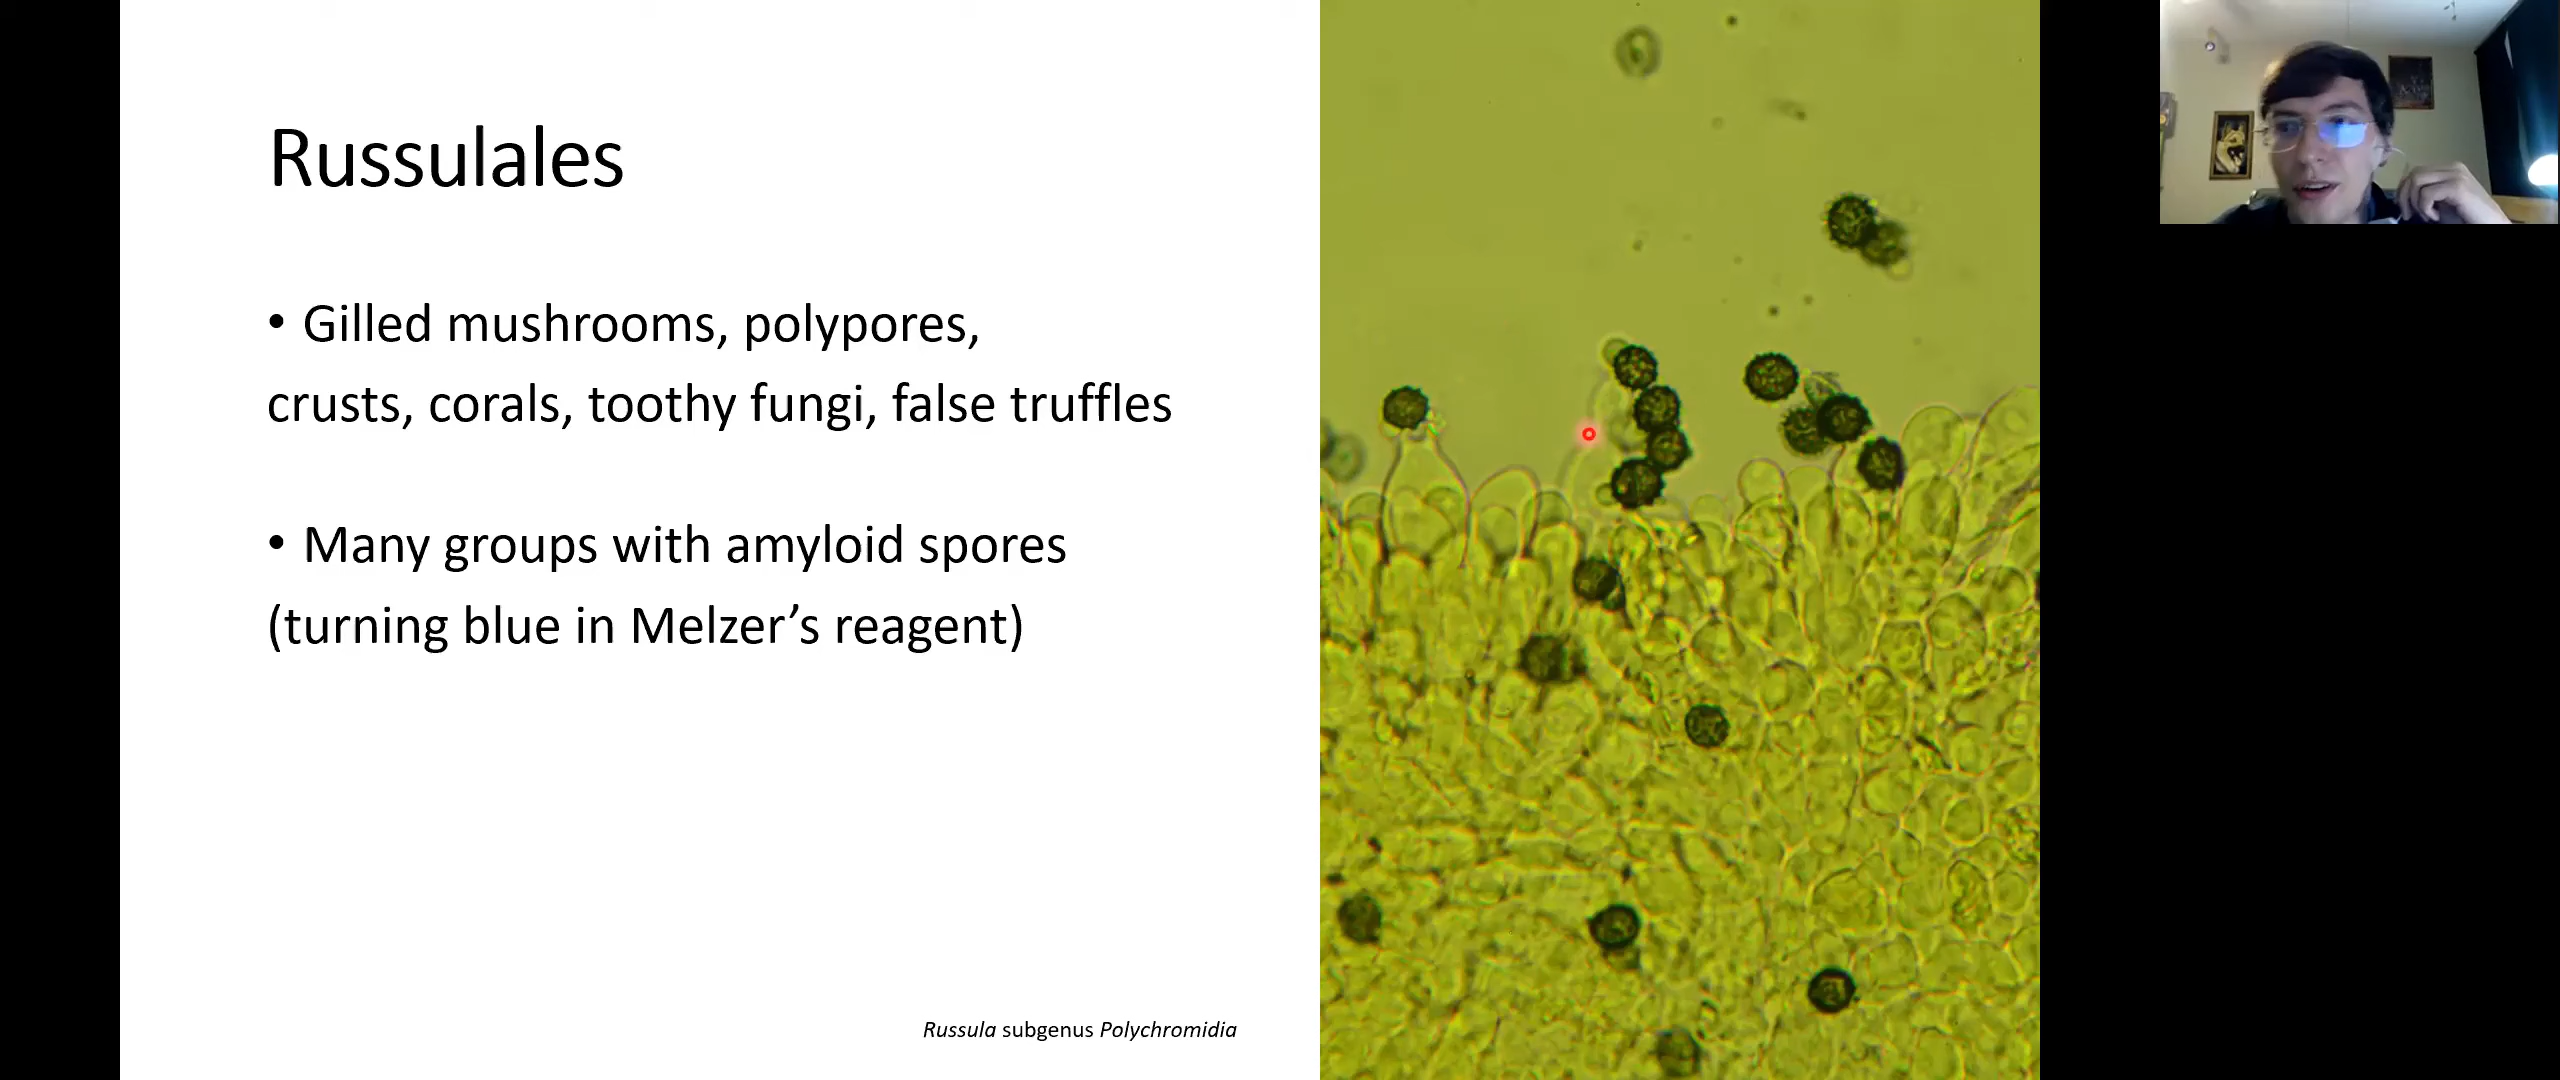 Russulales
• Gilled mushrooms, polypores,
crusts, corals, toothy fungi, false truffles
• Many groups with amyloid spores
(turning blue in Melzer’s reagent)
Russula subgenus Polychromidia